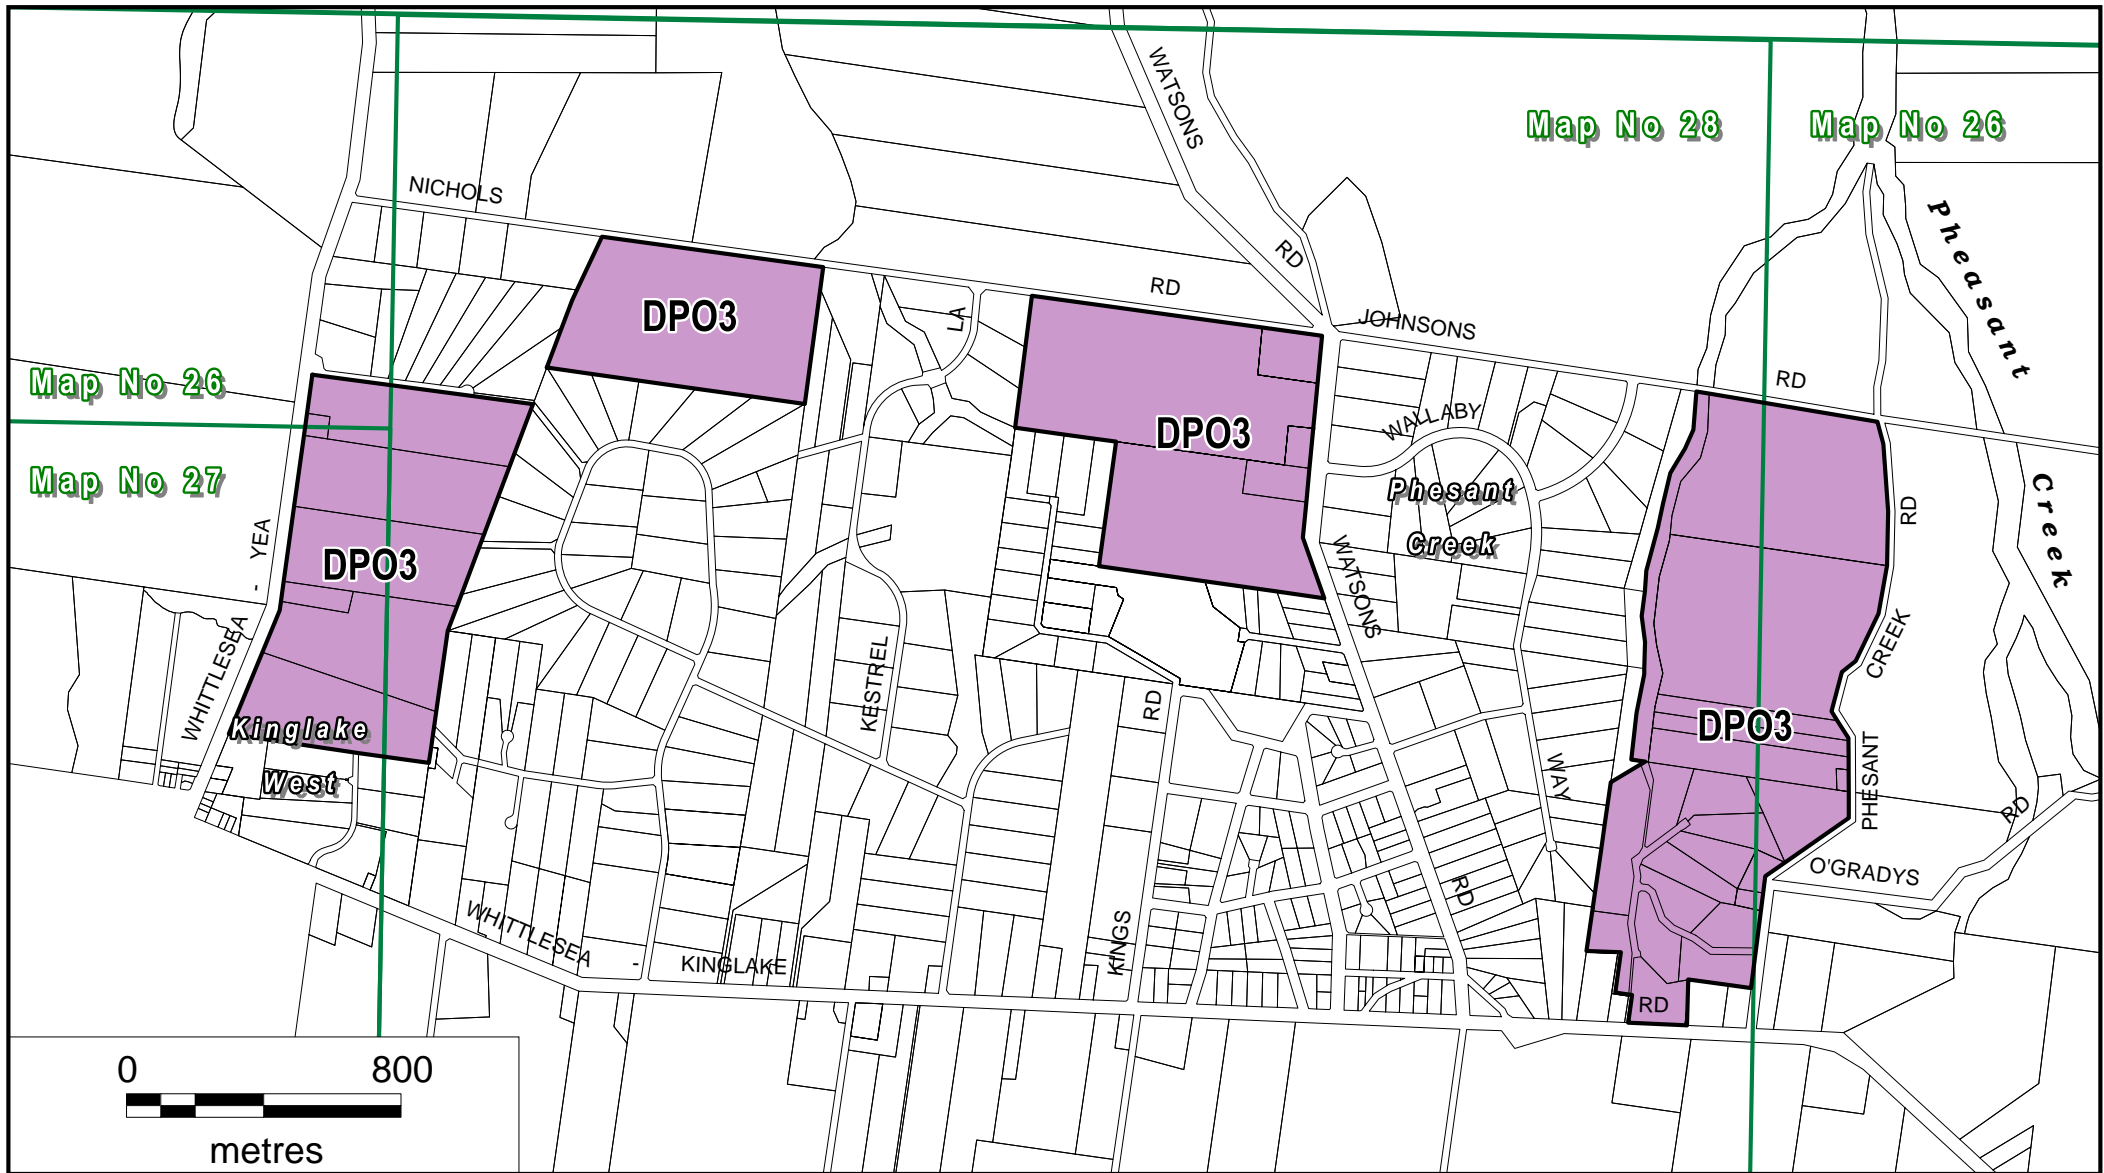 WATSONS
Map No 28
Map No 26
NICHOLS
Pheasant
RD
RD
LA
DPO3
JOHNSONS
RD
Map No 26
WALLABY
DPO3
Map No 27
Phesant
Creek
Creek
RD
YEA
-
DPO3
WATSONS
WHITTLESEA
KESTREL
CREEK
RD
Kinglake
DPO3
West
WAY
PHESANT
RD
O'GRADYS
RD
WHITTLESEA
-
KINGLAKE
KINGS
RD
0
800
metres